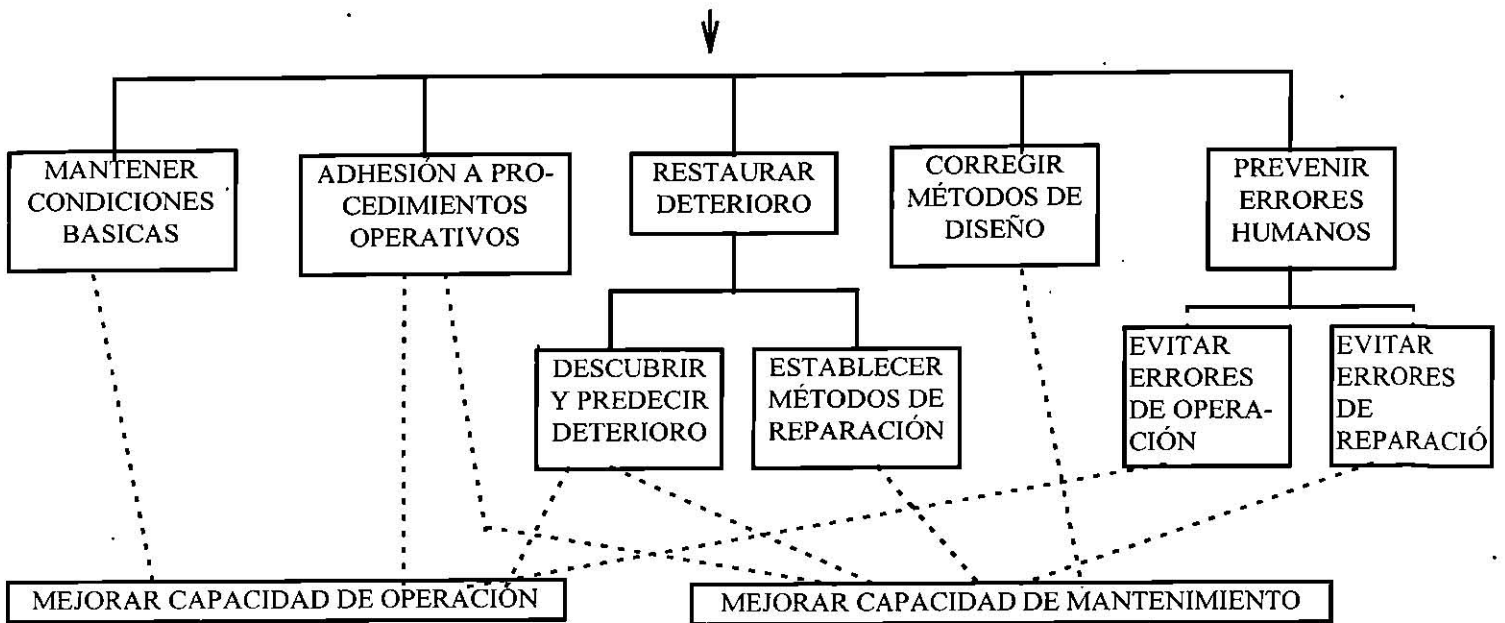 MANTENER
CONDICIONES
BASICAS
ADHESIÓN A PRO-
CEDIMIENTOS
OPERATIVOS
RESTAURAR
DETERIORO
CORREGIR
MÉTODOS DE
DISEÑO
PREVENIR
ERRORES
HUMANOS
DESCUBRIR
Y PREDECIR
DETERIORO
ESTABLECER
MÉTODOS DE
REPARACIÓN
EVITAR
ERRORES
DE OPERA-
CIÓN
EVITAR
ERRORES
DE
REPARACIÓ
MEJORAR CAPACIDAD DE OPERACIÓN
MEJORAR CAPACIDAD DE MANTENIMIENTO